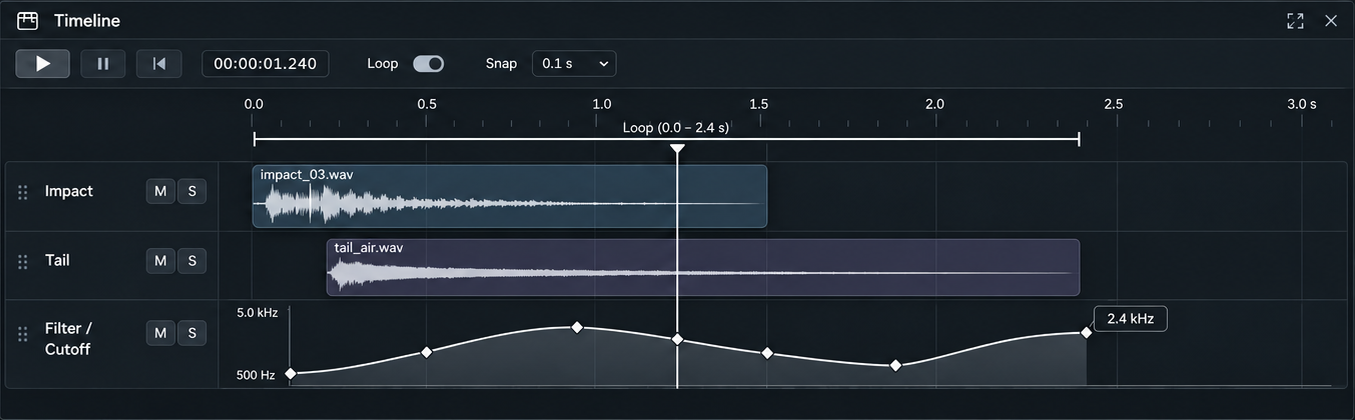 Timeline
00:00:01.240
Loop
Snap
0.1 s
0.0 0.5 1.0 1.5 2.0 2.5 3.0 s
Loop (0.0 – 2.4 s)
Impact
M
S
impact_03.wav
Tail
M
S
tail_air.wav
Filter /
Cutoff
M
S
5.0 kHz
500 Hz
2.4 kHz